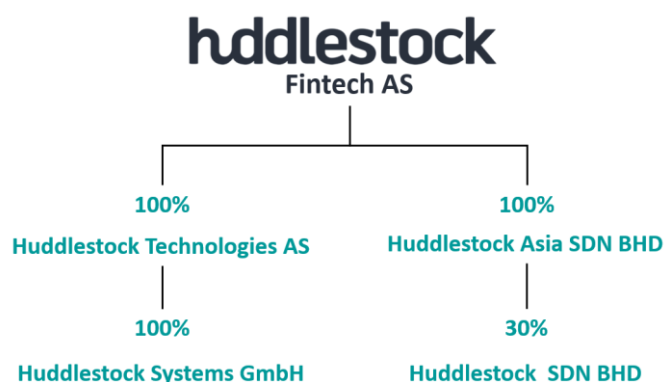 huddlestock
Fintech AS
100%
100%
Huddlestock Technologies AS
Huddlestock Asia SDN BHD
100%
30%
Huddlestock Systems GmbH
Huddlestock SDN BHD